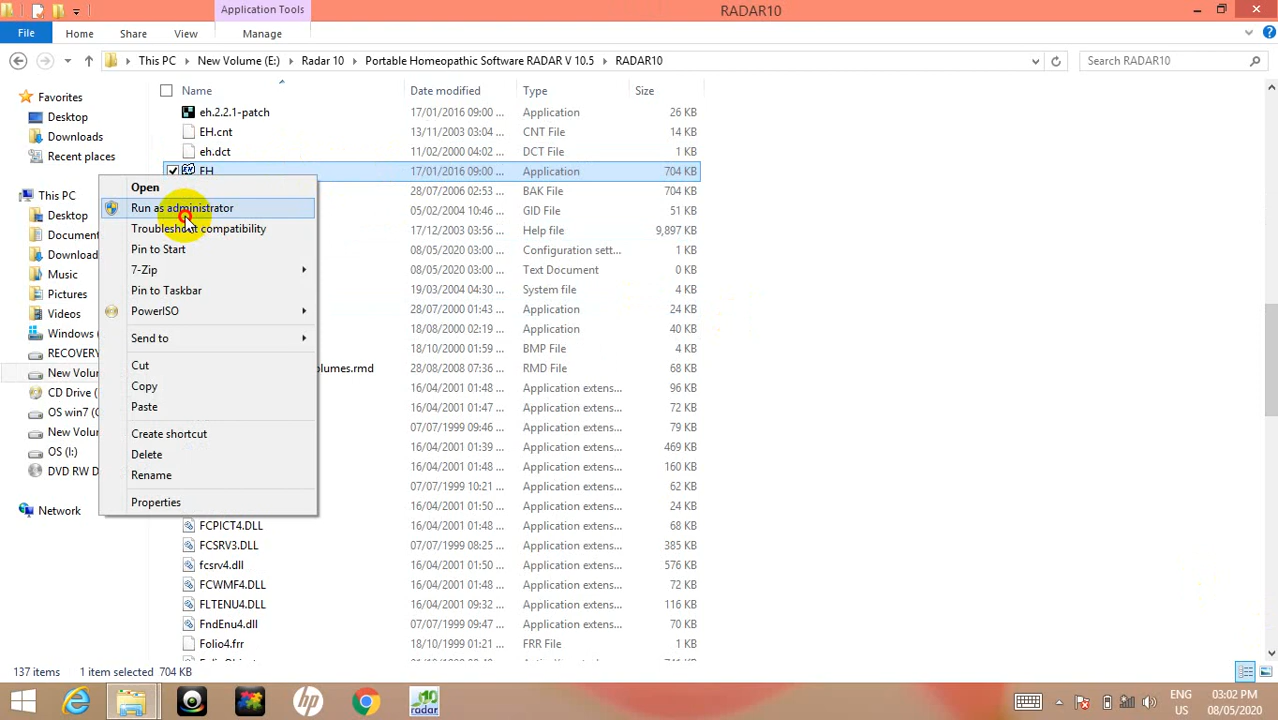 Application Tools
RADAR10
File
Home
Share
View
Manage
This PC
New Volume (E:)
Radar 10
Portable Homeopathic Software RADAR V 10.5
RADAR10
Search RADAR10
Favorites
Desktop
Downloads
Recent places
This PC
Desktop
Document
Download
Music
Pictures
Videos
Windows
RECOVERY
New Volu
CD Drive (
OS win7 (
New Volu
OS (I:)
DVD RW D
Network
Name
Date modified
Type
Size
eh.2.2.1-patch 17/01/2016 09:00 ... Application 26 KB
EH.cnt 13/11/2003 03:04 ... CNT File 14 KB
eh.dct 11/02/2000 04:02 ... DCT File 51 KB
EH 17/01/2016 09:00 ... Application 704 KB
28/07/2006 02:53 ... BAK File 704 KB
05/02/2004 10:46 ... GID File 51 KB
17/12/2003 03:56 ... Help file 9,897 KB
08/05/2020 03:00 ... Configuration sett... 1 KB
08/05/2020 03:00 ... Text Document 0 KB
19/03/2004 04:30 ... System file 4 KB
28/07/2000 01:43 ... Application 24 KB
18/08/2000 02:19 ... Application 40 KB
18/10/2000 01:59 ... BMP File 4 KB
olumes.rmd 28/08/2008 07:36 ... RMD File 68 KB
16/04/2001 01:48 ... Application extens... 96 KB
16/04/2001 01:47 ... Application extens... 72 KB
07/07/1999 09:46 ... Application extens... 79 KB
16/04/2001 01:39 ... Application extens... 469 KB
16/04/2001 01:48 ... Application extens... 160 KB
07/07/1999 09:06 ... Application extens... 62 KB
16/04/2001 01:50 ... Application extens... 24 KB
FCPICT4.DLL 16/04/2001 01:48 ... Application extens... 68 KB
FCSRV3.DLL 07/07/1999 08:25 ... Application extens... 385 KB
fcsrv4.dll 16/04/2001 01:50 ... Application extens... 576 KB
FCWMF4.DLL 16/04/2001 01:48 ... Application extens... 72 KB
FLTENU4.DLL 16/04/2001 09:32 ... Application extens... 116 KB
FndEnu4.dll 07/07/1999 09:47 ... Application extens... 70 KB
Folio4.frr 18/10/1999 01:21 ... FRR File 1 KB
Open
Run as administrator
Troubleshoot compatibility
Pin to Start
7-Zip
Pin to Taskbar
PowerISO
Send to
Cut
Copy
Paste
Create shortcut
Delete
Rename
Properties
137 items
1 item selected 704 KB
hp
10
radar
ENG
US
03:02 PM
08/05/2020